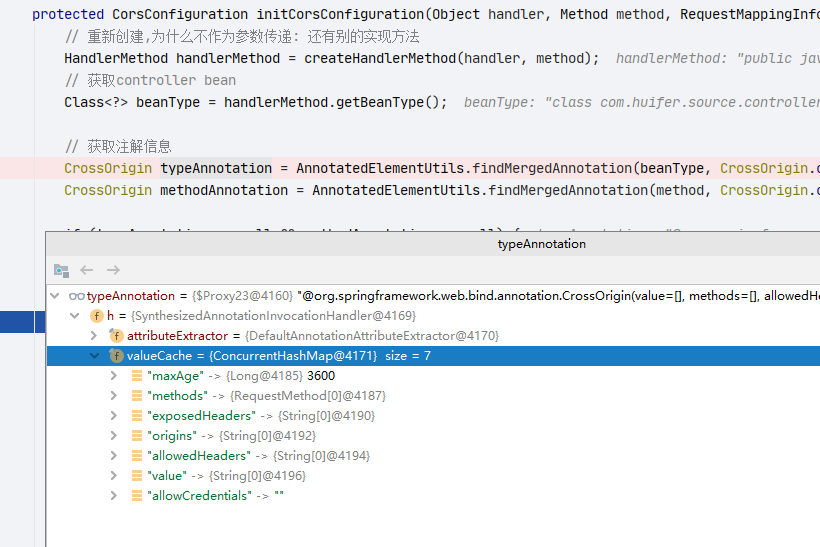 protected CorsConfiguration initCorsConfiguration(Object handler, Method method, RequestMappingInfo
// 重新创建,为什么不作为参数传递: 还有别的实现方法
HandlerMethod handlerMethod = createHandlerMethod(handler, method); handlerMethod: "public jav
// 获取controller bean
Class<?> beanType = handlerMethod.getBeanType(); beanType: "class com.huifer.source.controller
// 获取注解信息
CrossOrigin typeAnnotation = AnnotatedElementUtils.findMergedAnnotation(beanType, CrossOrigin.c
CrossOrigin methodAnnotation = AnnotatedElementUtils.findMergedAnnotation(method, CrossOrigin.c
typeAnnotation
typeAnnotation = {$Proxy23@4160} "@org.springframework.web.bind.annotation.CrossOrigin(value=[], methods=[], allowedHe
h = {SynthesizedAnnotationInvocationHandler@4169}
attributeExtractor = {DefaultAnnotationAttributeExtractor@4170}
valueCache = {ConcurrentHashMap@4171} size = 7
"maxAge" -> {Long@4185} 3600
"methods" -> {RequestMethod[0]@4187}
"exposedHeaders" -> {String[0]@4190}
"origins" -> {String[0]@4192}
"allowedHeaders" -> {String[0]@4194}
"value" -> {String[0]@4196}
"allowCredentials" -> ""